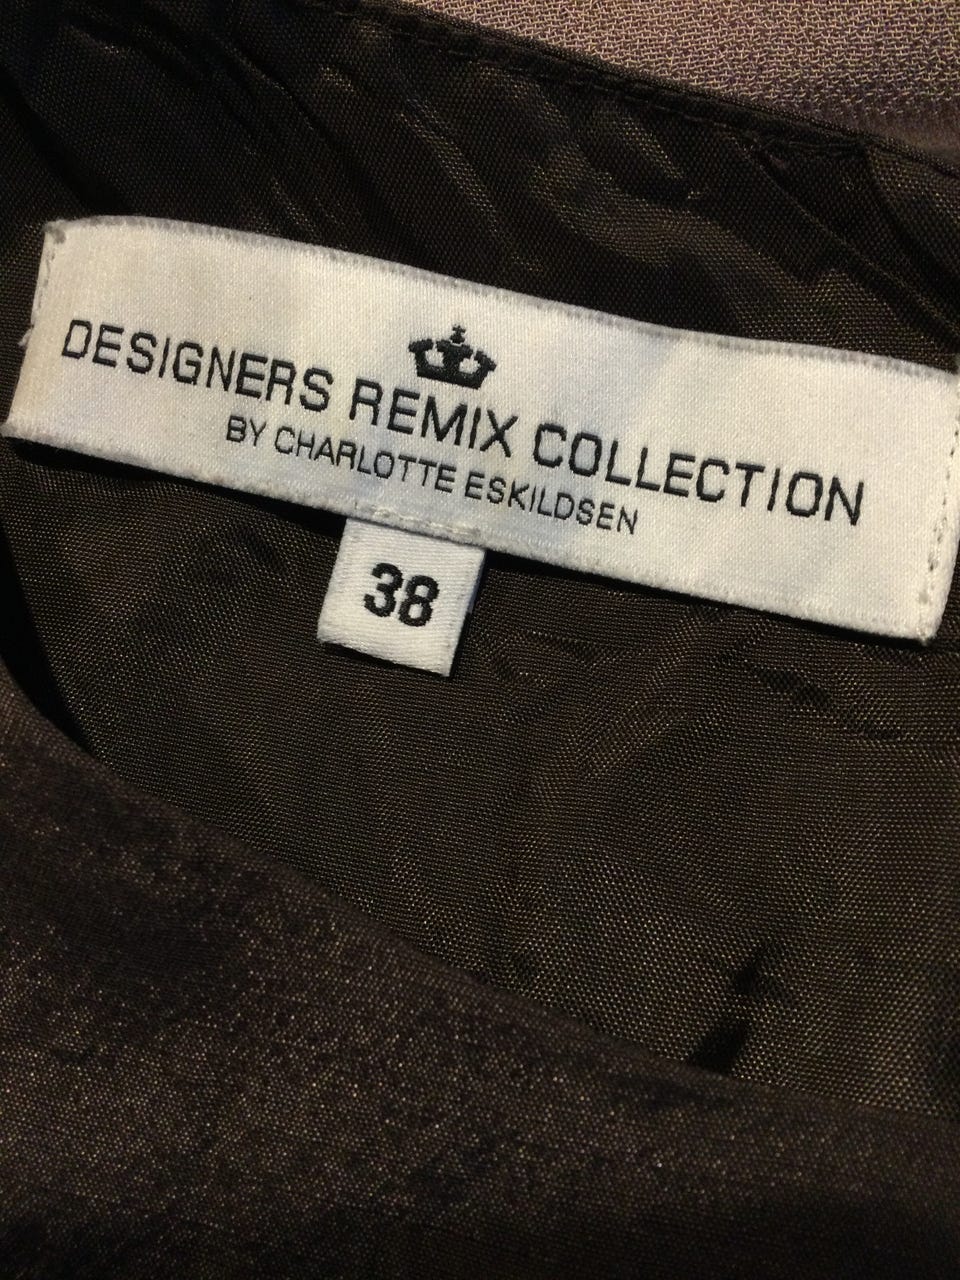 DESIGNERS REMIX COLLECTION
BY CHARLOTTE ESKILDSEN
38